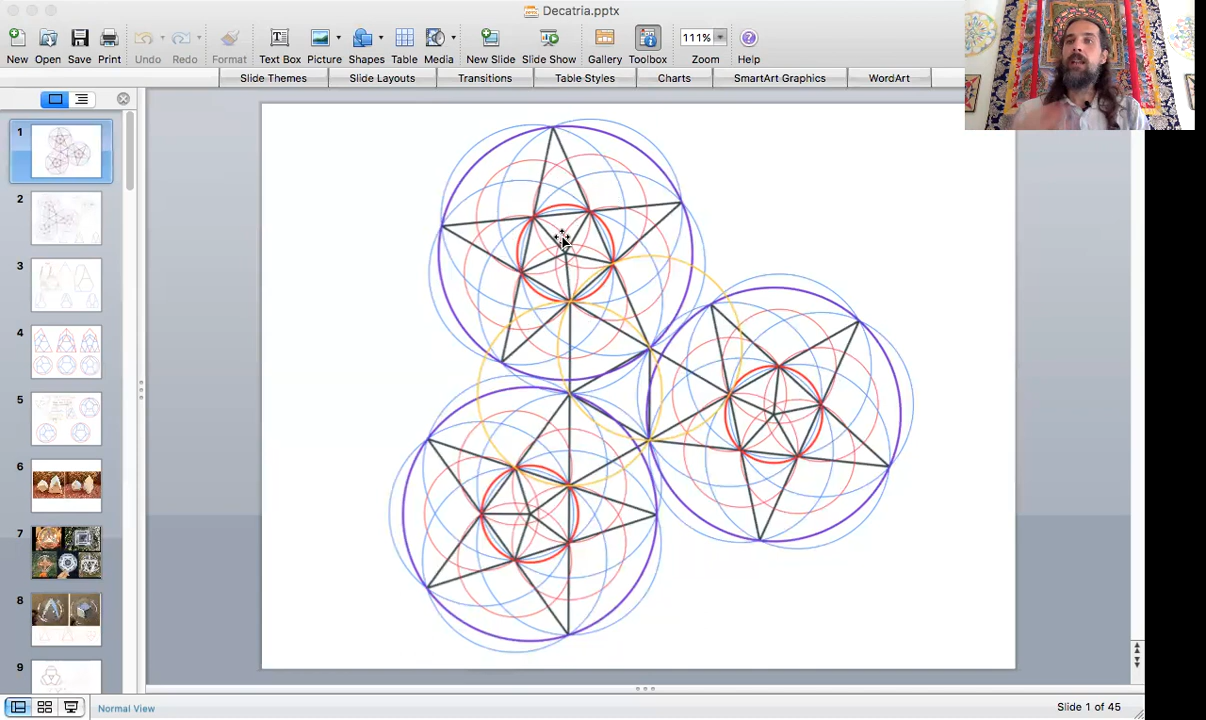 Decatria.pptx
New Open Save Print Undo Redo Format Text Box Picture Shapes Table Media New Slide Slide Show Gallery Toolbox 111% Zoom Help
Slide Themes Slide Layouts Transitions Table Styles Charts SmartArt Graphics WordArt
1
2
3
4
5
6
7
8
9
Normal View Slide 1 of 45